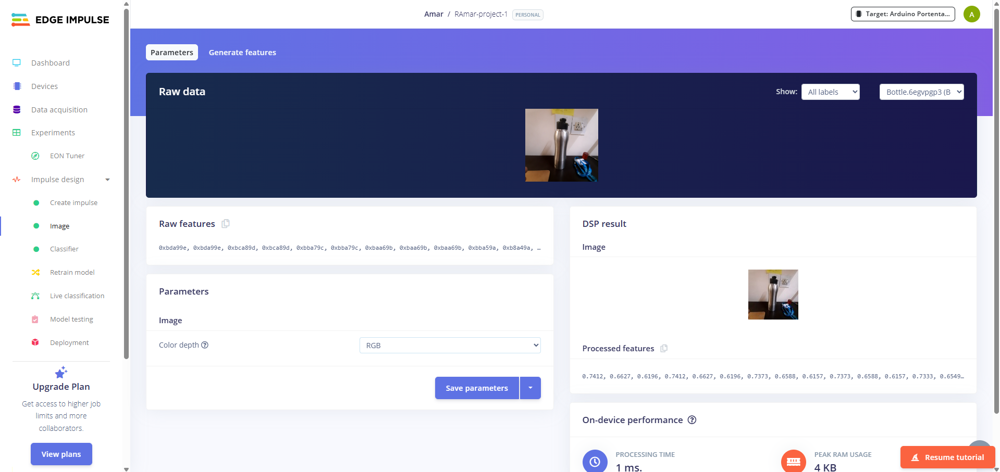 EDGE IMPULSE
Amar / RAmar-project-1 PERSONAL
Target: Arduino Portenta...
A
Dashboard
Devices
Data acquisition
Experiments
EON Tuner
Impulse design
Create impulse
Image
Classifier
Retrain model
Live classification
Model testing
Deployment
Upgrade Plan
Get access to higher job
limits and more
collaborators.
View plans
Parameters Generate features
Raw data
Show: All labels Bottle.6egvpgp3 (B
Raw features
0xbda99e, 0xbda99e, 0xbca89d, 0xbca89d, 0xbba79c, 0xbba79c, 0xbaa69b, 0xbaa69b, 0xbaa69b, 0xbba59a, 0xb8a49a, …
Parameters
Image
Color depth RGB
Save parameters
DSP result
Image
Processed features
0.7412, 0.6627, 0.6196, 0.7412, 0.6627, 0.6196, 0.7373, 0.6588, 0.6157, 0.7373, 0.6588, 0.6157, 0.7333, 0.6549…
On-device performance
PROCESSING TIME
1 ms.
PEAK RAM USAGE
4 KB
Resume tutorial